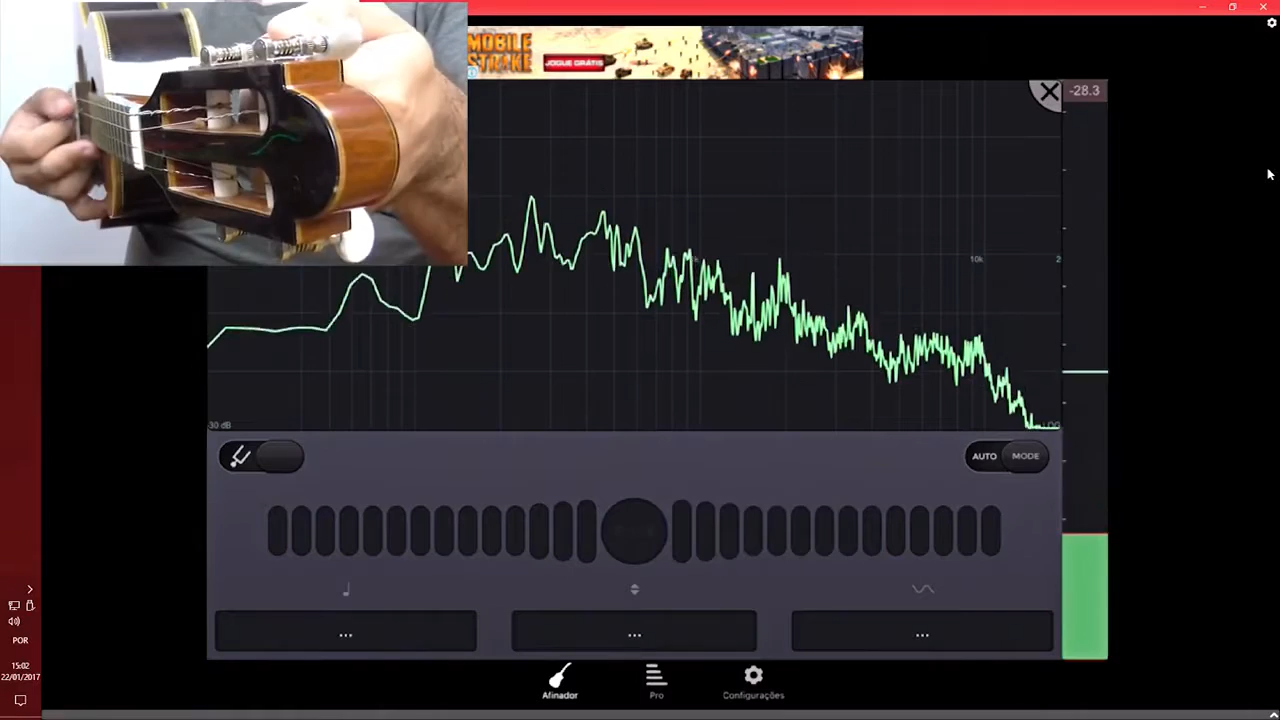 MOBILE
STRIKE
JOGUE GRÁTIS
-28.3
10k
2
30 dB
AUTO
MODE
...
...
...
POR
15:02
22/01/2017
Afinador
Pro
Configurações